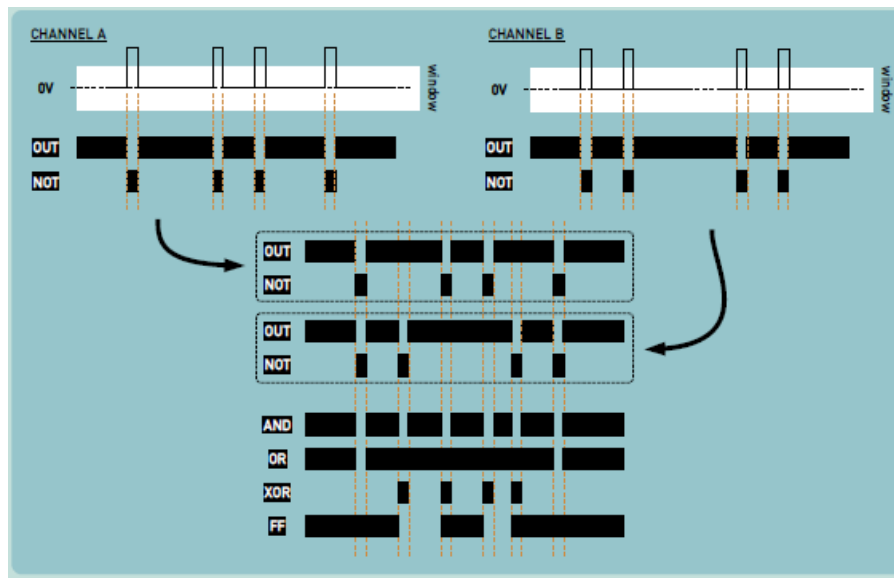 CHANNEL A
0V
window
OUT
NOT
CHANNEL B
0V
window
OUT
NOT
OUT
NOT
OUT
NOT
AND
OR
XOR
FF